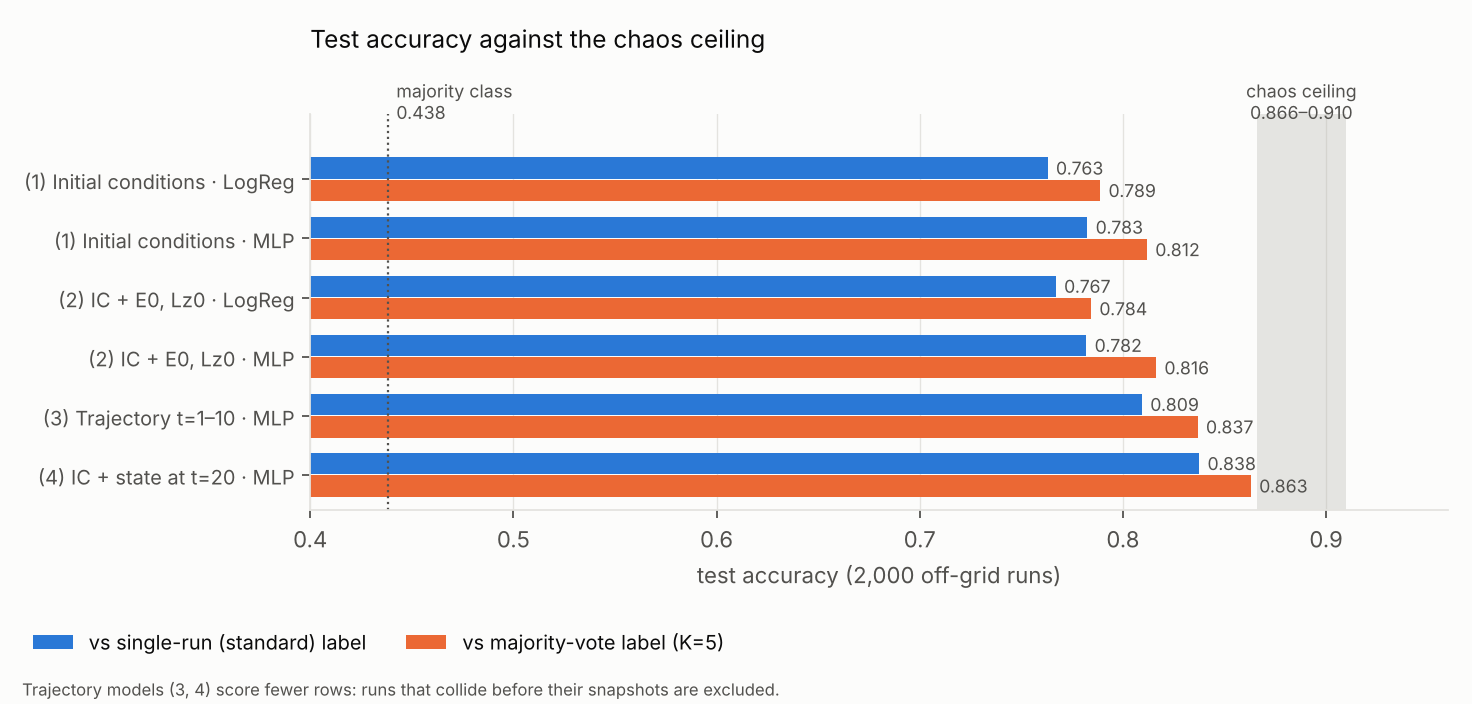 Test accuracy against the chaos ceiling
majority class
0.438
chaos ceiling
0.866–0.910
(1) Initial conditions · LogReg
0.763
0.789
(1) Initial conditions · MLP
0.783
0.812
(2) IC + E0, Lz0 · LogReg
0.767
0.784
(2) IC + E0, Lz0 · MLP
0.782
0.816
(3) Trajectory t=1–10 · MLP
0.809
0.837
(4) IC + state at t=20 · MLP
0.838
0.863
0.4 0.5 0.6 0.7 0.8 0.9
test accuracy (2,000 off-grid runs)
vs single-run (standard) label
vs majority-vote label (K=5)
Trajectory models (3, 4) score fewer rows: runs that collide before their snapshots are excluded.